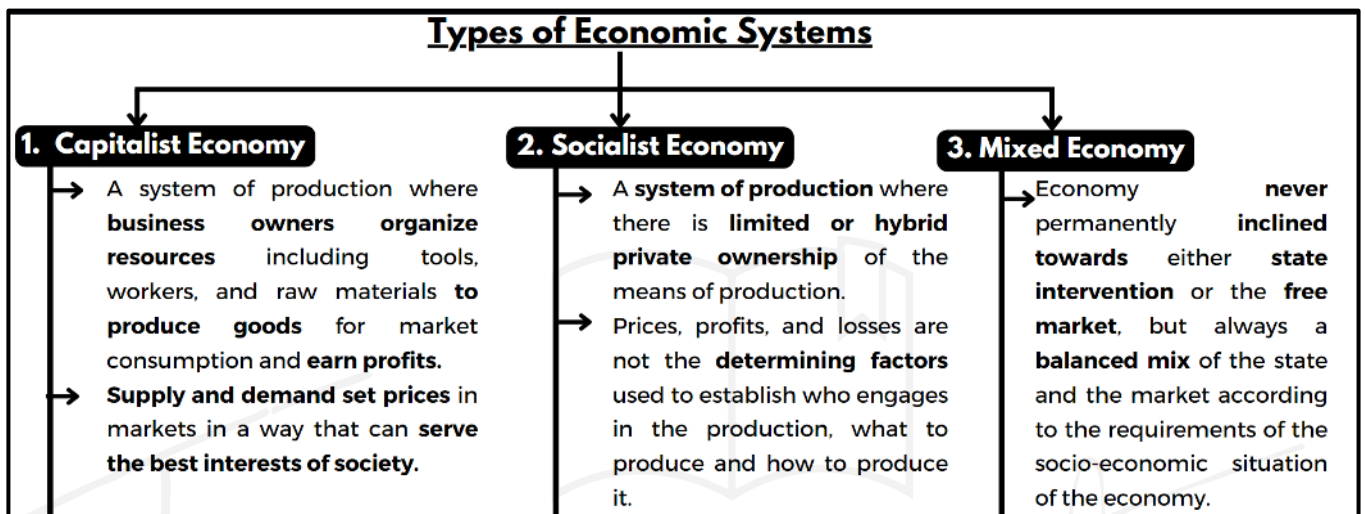 Types of Economic Systems
1. Capitalist Economy
A system of production where
business owners organize
resources including tools,
workers, and raw materials to
produce goods for market
consumption and earn profits.
Supply and demand set prices in
markets in a way that can serve
the best interests of society.
2. Socialist Economy
A system of production where
there is limited or hybrid
private ownership of the
means of production.
Prices, profits, and losses are
not the determining factors
used to establish who engages
in the production, what to
produce and how to produce
it.
3. Mixed Economy
Economy never
permanently inclined
towards either state
intervention or the free
market, but always a
balanced mix of the state
and the market according
to the requirements of the
socio-economic situation
of the economy.